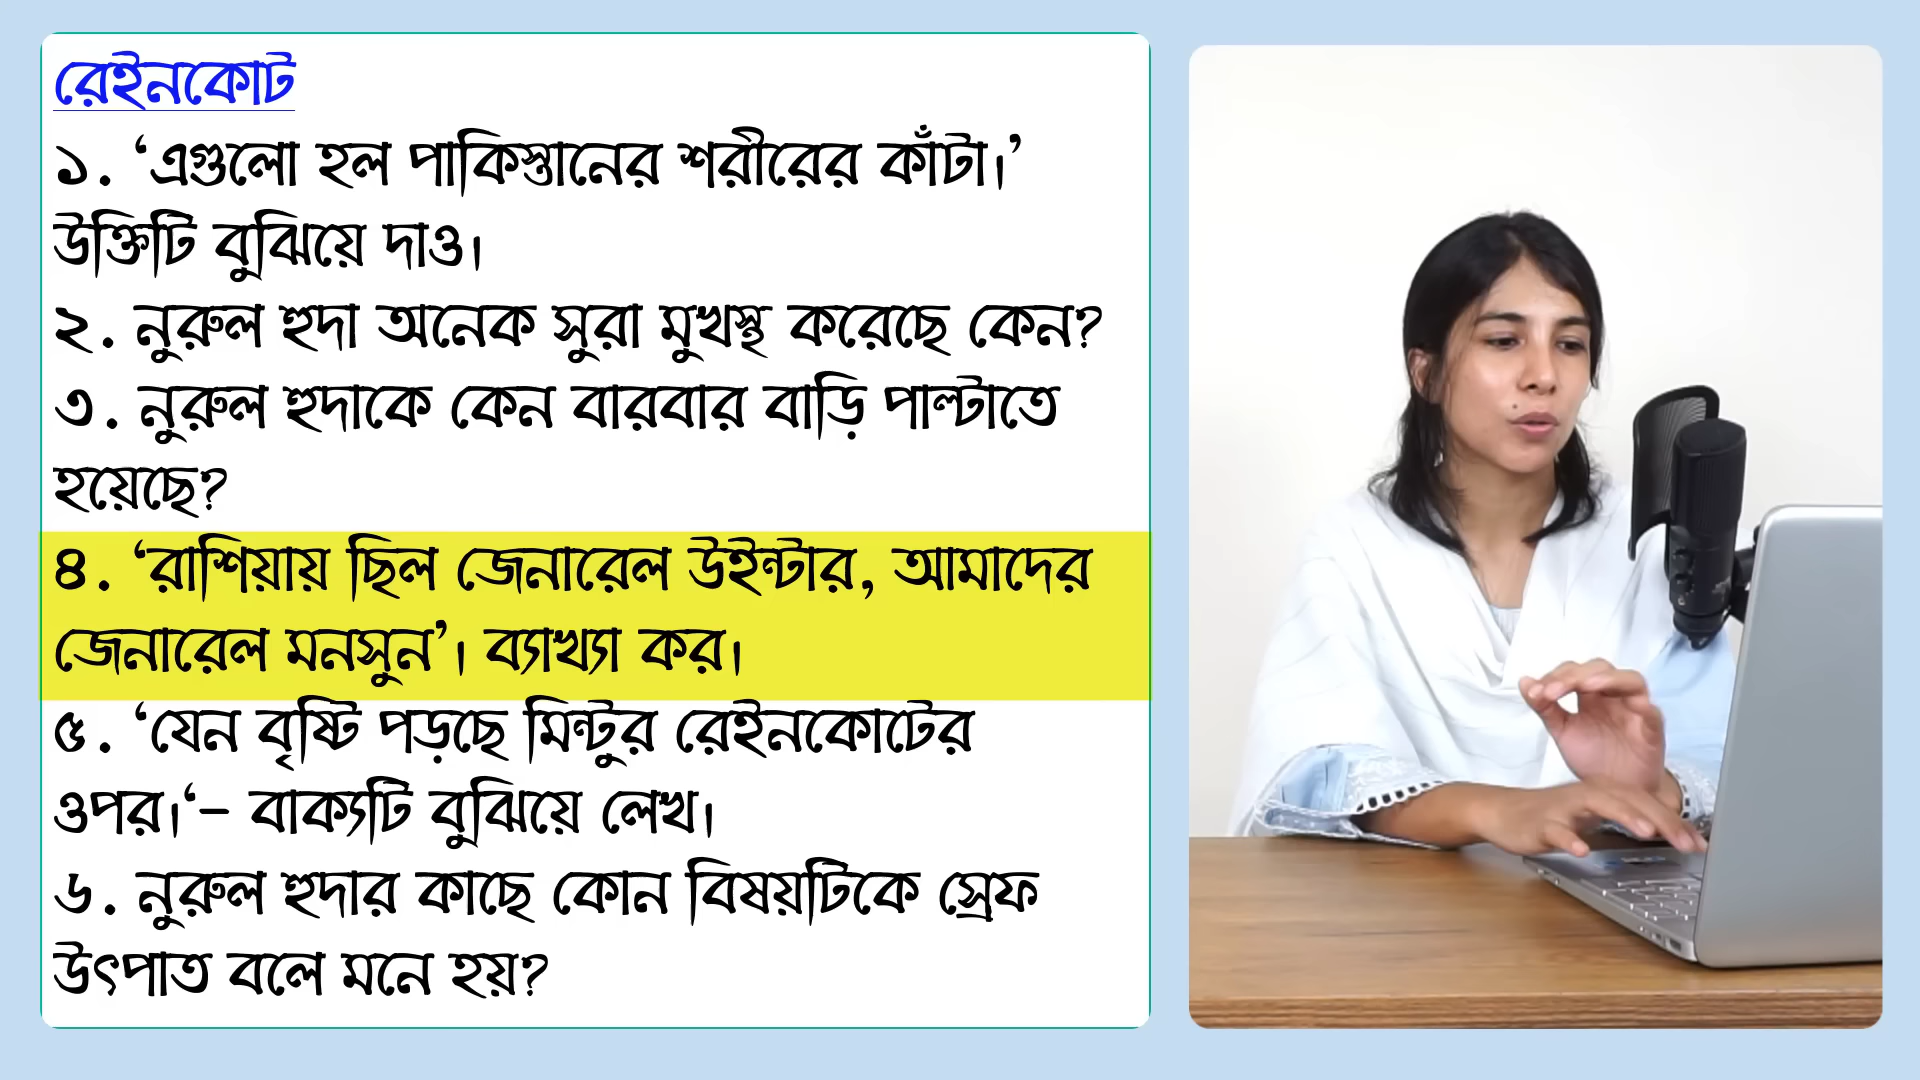 রেইনকোট
১. ‘এগুলো হল পাকিস্তানের শরীরের কাঁটা।’
উক্তিটি বুঝিয়ে দাও।
২. নুরুল হুদা অনেক সুরা মুখস্থ করেছে কেন?
৩. নুরুল হুদাকে কেন বারবার বাড়ি পাল্টাতে
হয়েছে?
৪. ‘রাশিয়ায় ছিল জেনারেল উইন্টার, আমাদের
জেনারেল মনসুন’। ব্যাখ্যা কর।
৫. ‘যেন বৃষ্টি পড়ছে মিন্টুর রেইনকোটের
ওপর।‘– বাক্যটি বুঝিয়ে লেখ।
৬. নুরুল হুদার কাছে কোন বিষয়টিকে স্রেফ
উৎপাত বলে মনে হয়?